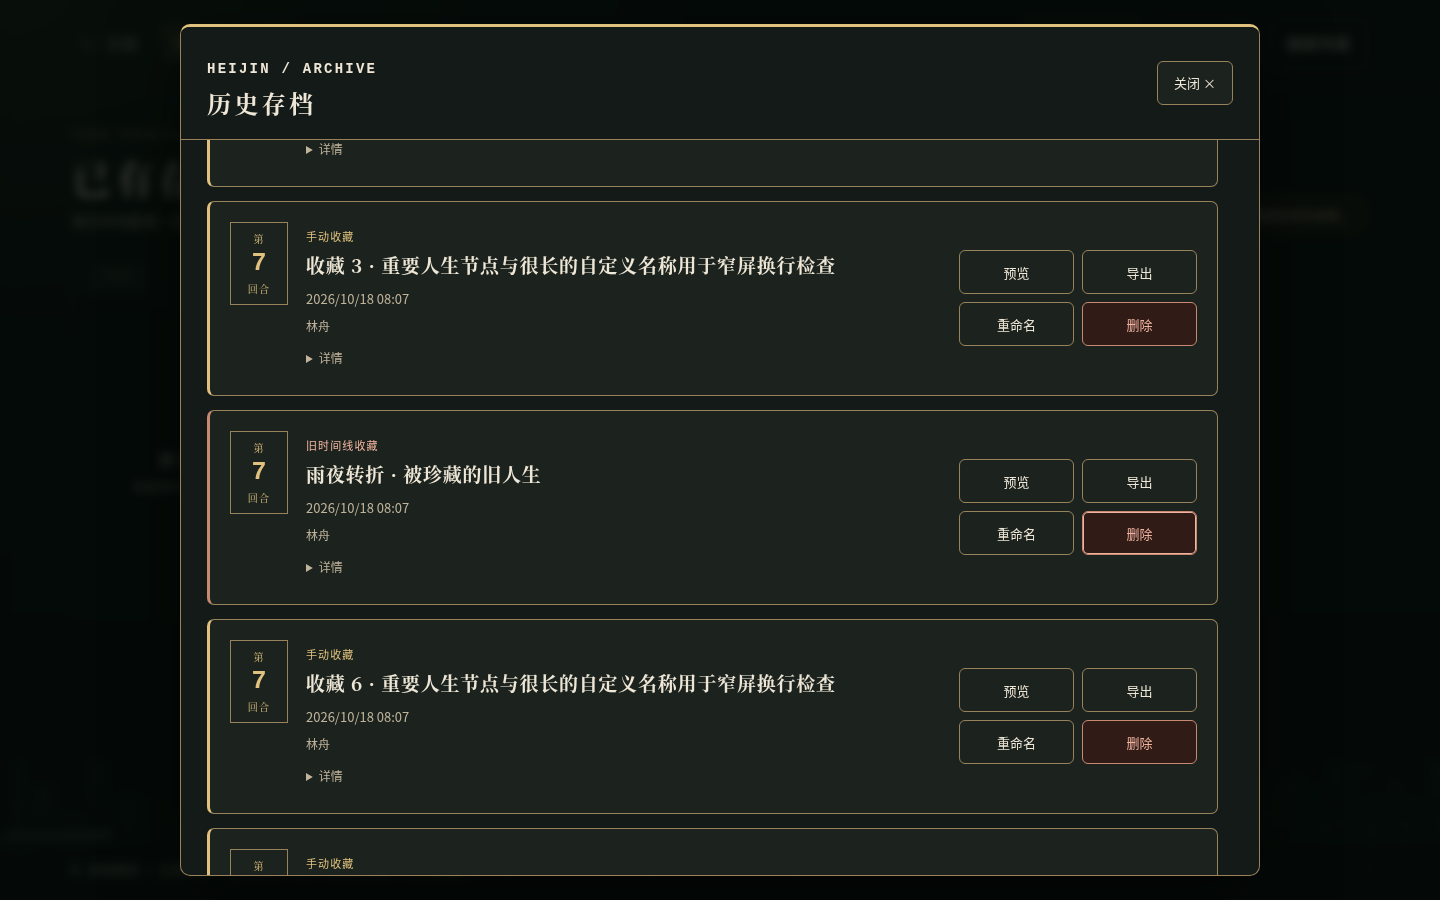 HEIJIN / ARCHIVE
历史存档
关闭 ×
▶ 详情
第
7
回合
手动收藏
收藏 3 · 重要人生节点与很长的自定义名称用于窄屏换行检查
2026/10/18 08:07
林舟
▶ 详情
预览
导出
重命名
删除
第
7
回合
旧时间线收藏
雨夜转折 · 被珍藏的旧人生
2026/10/18 08:07
林舟
▶ 详情
预览
导出
重命名
删除
第
7
回合
手动收藏
收藏 6 · 重要人生节点与很长的自定义名称用于窄屏换行检查
2026/10/18 08:07
林舟
▶ 详情
预览
导出
重命名
删除
第
手动收藏